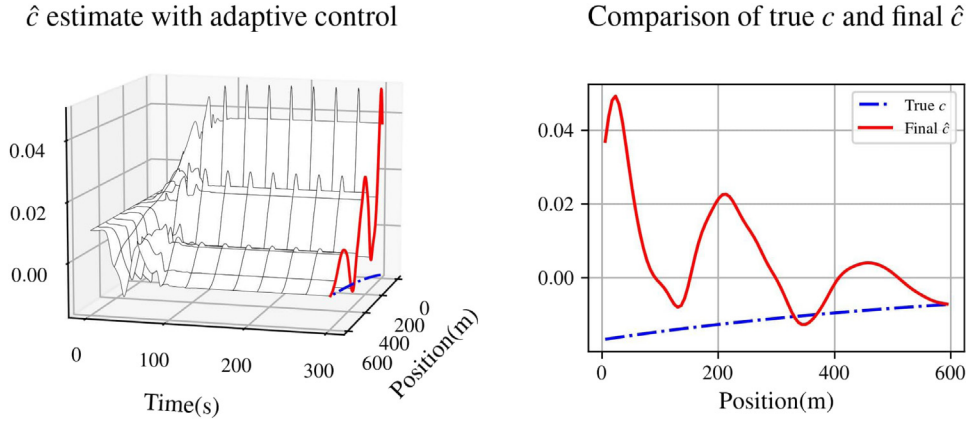 ĉ estimate with adaptive control
0.04
0.02
0.00
0
100
200
300
Time(s)
0
200
400
600
Position(m)
Comparison of true c and final ĉ
True c
Final ĉ
0.04
0.02
0.00
0
200
400
600
Position(m)